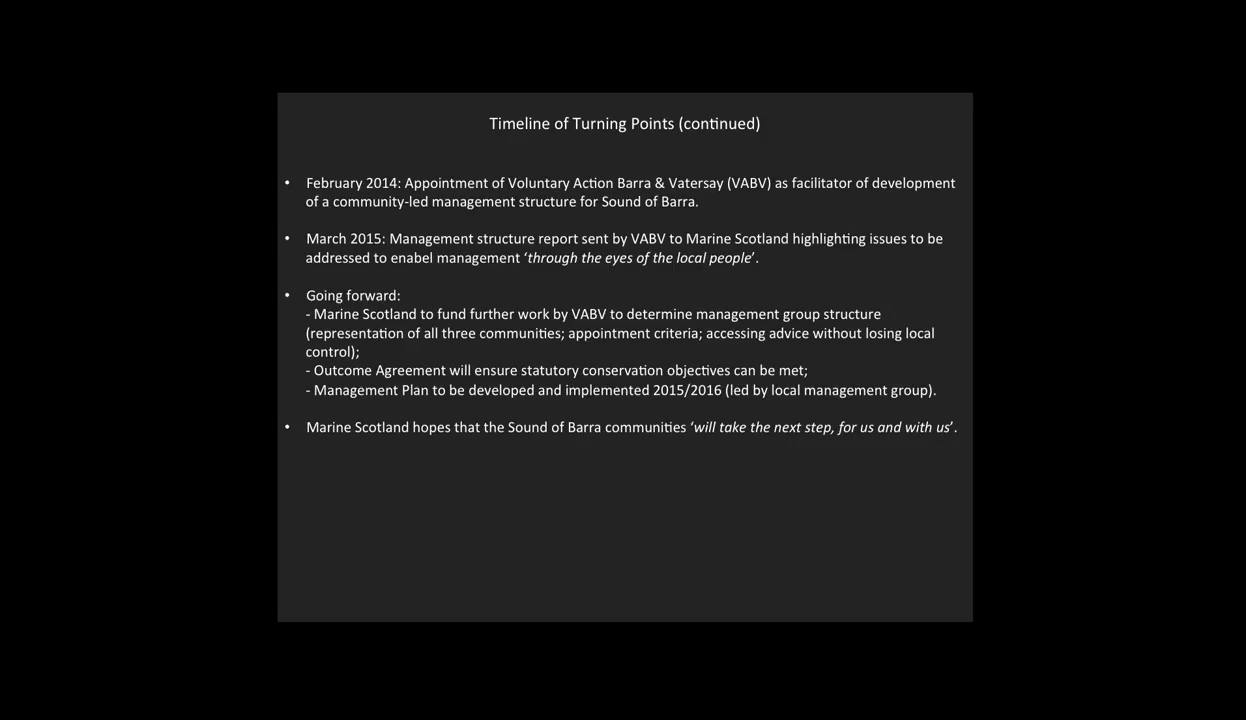 Timeline of Turning Points (continued)
• February 2014: Appointment of Voluntary Action Barra & Vatersay (VABV) as facilitator of development
of a community-led management structure for Sound of Barra.
• March 2015: Management structure report sent by VABV to Marine Scotland highlighting issues to be
addressed to enabel management ‘through the eyes of the local people’.
• Going forward:
- Marine Scotland to fund further work by VABV to determine management group structure
(representation of all three communities; appointment criteria; accessing advice without losing local
control);
- Outcome Agreement will ensure statutory conservation objectives can be met;
- Management Plan to be developed and implemented 2015/2016 (led by local management group).
• Marine Scotland hopes that the Sound of Barra communities ‘will take the next step, for us and with us’.